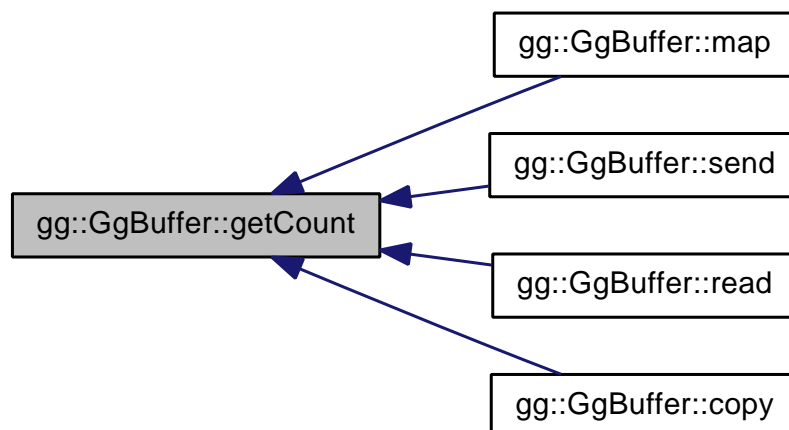 gg::GgBuffer::map
gg::GgBuffer::send
gg::GgBuffer::getCount
gg::GgBuffer::read
gg::GgBuffer::copy